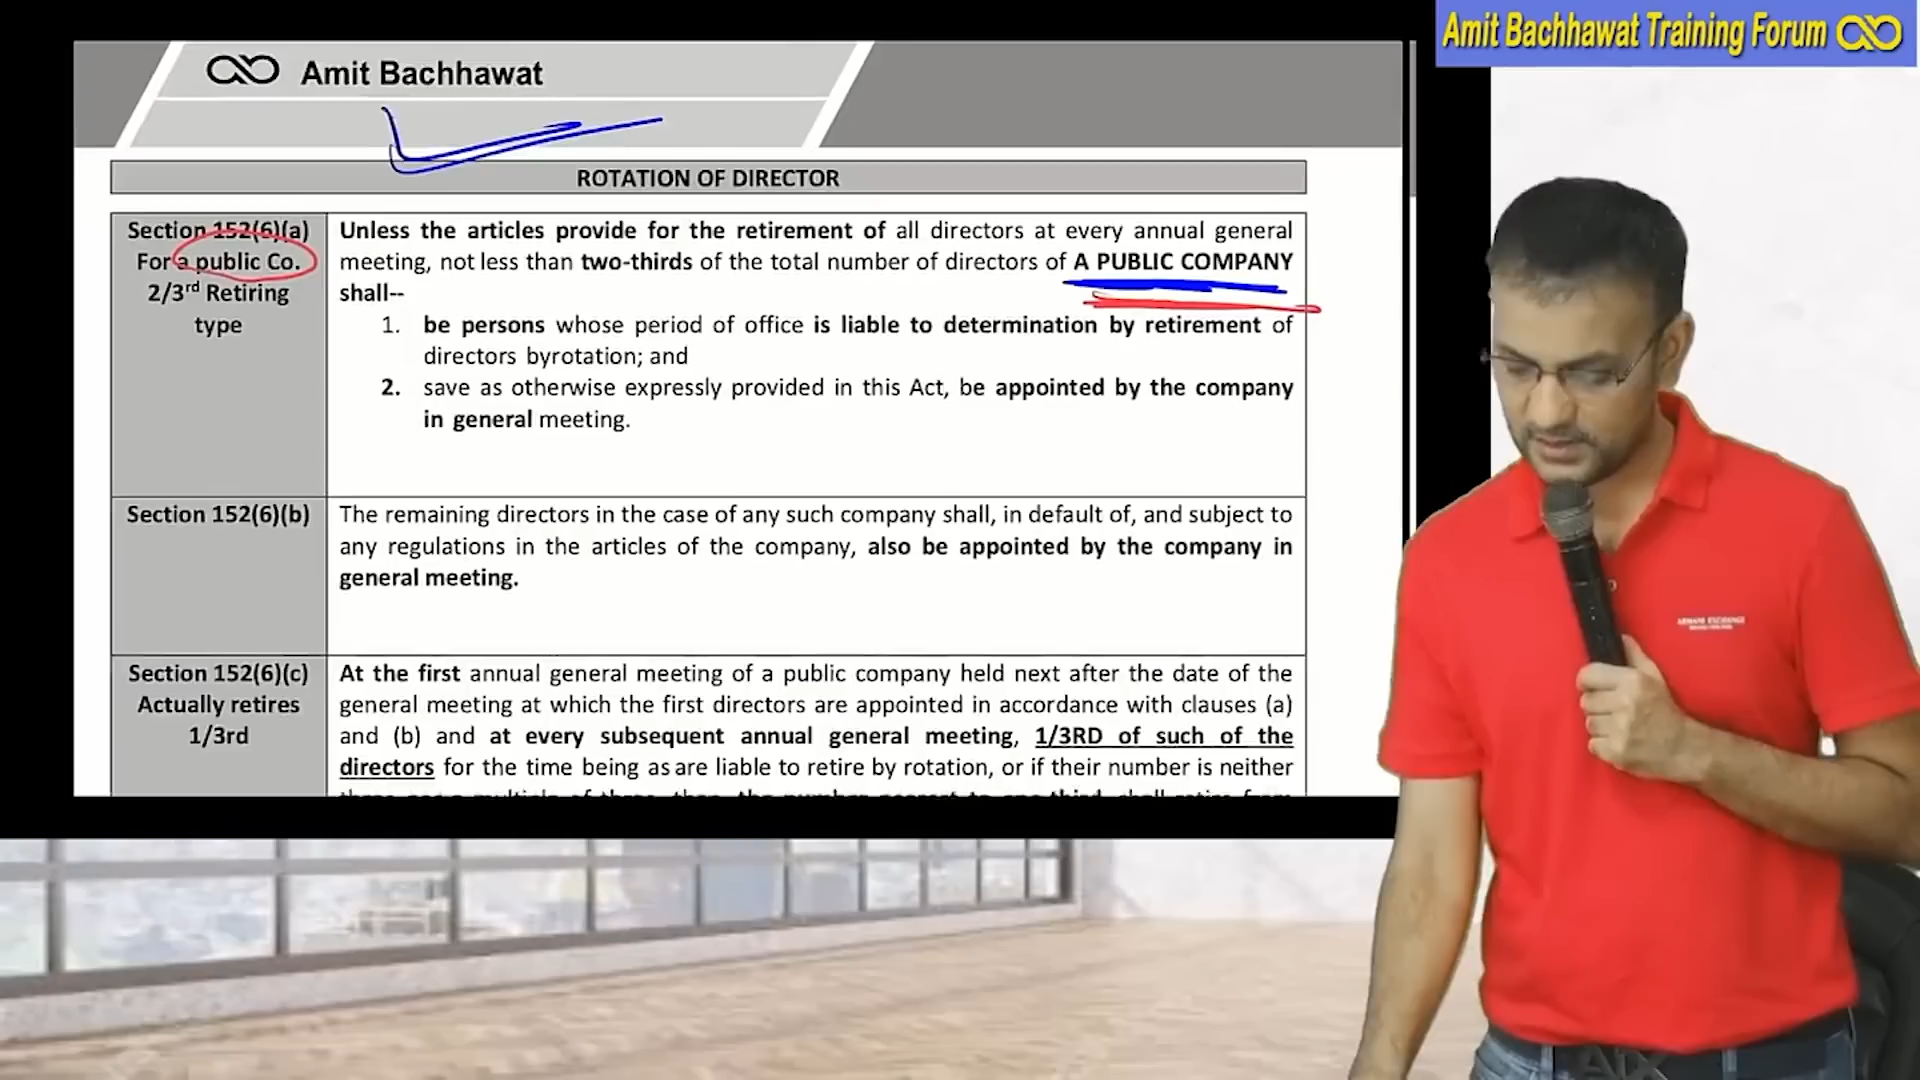 Amit Bachhawat Training Forum
Amit Bachhawat
ROTATION OF DIRECTOR
Section 152(6)(a)
For a public Co.
2/3rd Retiring
type
Unless the articles provide for the retirement of all directors at every annual general
meeting, not less than two-thirds of the total number of directors of A PUBLIC COMPANY
shall--
1. be persons whose period of office is liable to determination by retirement of
directors byrotation; and
2. save as otherwise expressly provided in this Act, be appointed by the company
in general meeting.
Section 152(6)(b)
The remaining directors in the case of any such company shall, in default of, and subject to
any regulations in the articles of the company, also be appointed by the company in
general meeting.
Section 152(6)(c)
Actually retires
1/3rd
At the first annual general meeting of a public company held next after the date of the
general meeting at which the first directors are appointed in accordance with clauses (a)
and (b) and at every subsequent annual general meeting, 1/3RD of such of the
directors for the time being as are liable to retire by rotation, or if their number is neither
ARMANI EXCHANGE